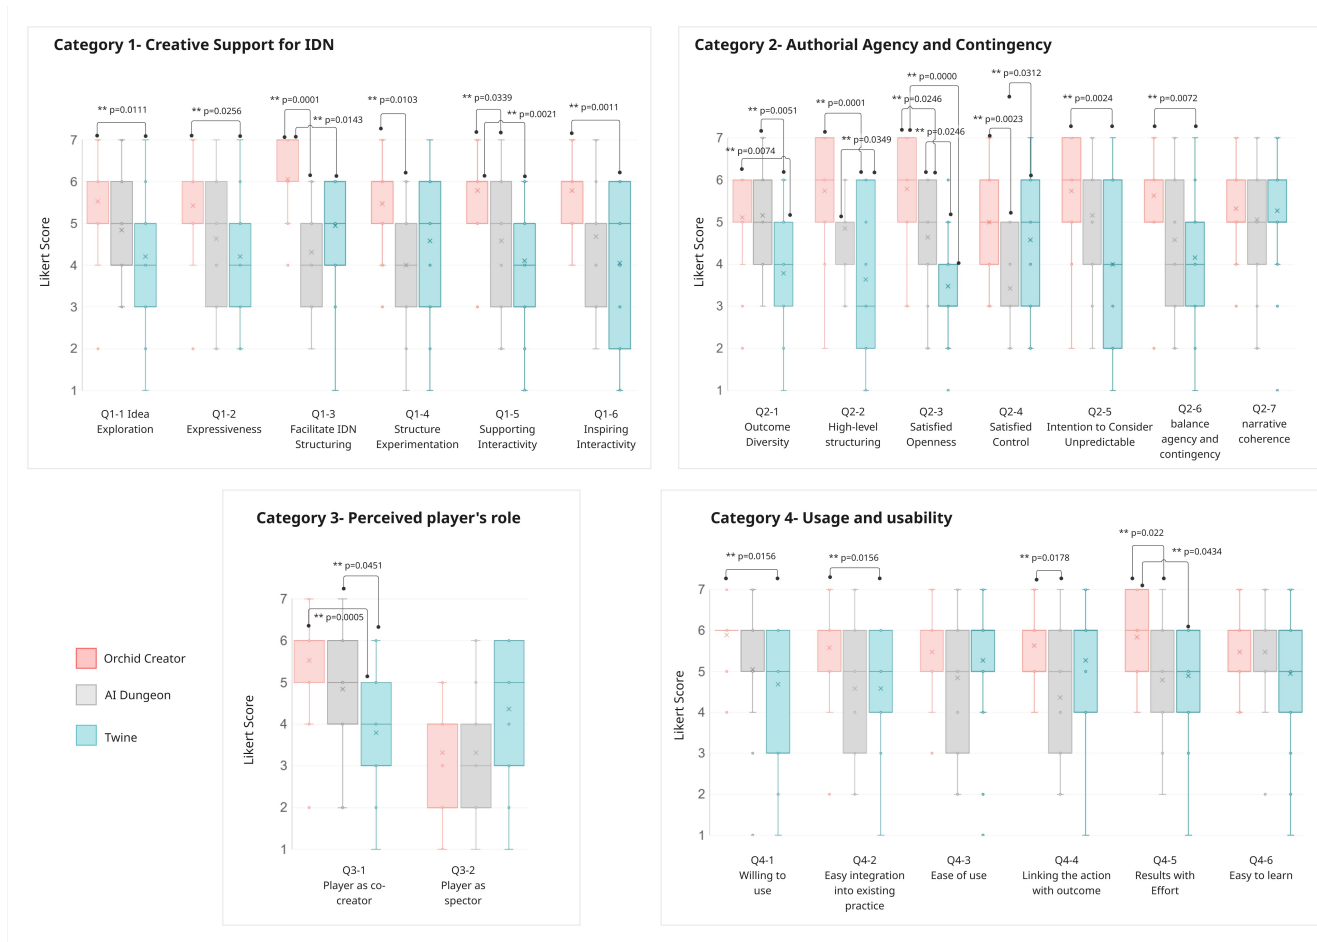 Category 1- Creative Support for IDN
** p=0.0111
** p=0.0256
** p=0.0001
** p=0.0143
** p=0.0103
** p=0.0339
** p=0.0021
** p=0.0011
Likert Score
7
6
5
4
3
2
1
Q1-1 Idea
Exploration
Q1-2
Expressiveness
Q1-3
Facilitate IDN
Structuring
Q1-4
Structure
Experimentation
Q1-5
Supporting
Interactivity
Q1-6
Inspiring
Interactivity
Category 2- Authorial Agency and Contingency
** p=0.0074
** p=0.0051
** p=0.0001
** p=0.0349
** p=0.0000
** p=0.0246
** p=0.0246
** p=0.0023
** p=0.0312
** p=0.0024
** p=0.0072
Likert Score
7
6
5
4
3
2
1
Q2-1
Outcome
Diversity
Q2-2
High-level
structuring
Q2-3
Satisfied
Openness
Q2-4
Satisfied
Control
Q2-5
Intention to Consider
Unpredictable
Q2-6
balance
agency and
contingency
Q2-7
narrative
coherence
Orchid Creator
AI Dungeon
Twine
Category 3- Perceived player's role
** p=0.0451
** p=0.0005
Likert Score
7
6
5
4
3
2
1
Q3-1
Player as co-
creator
Q3-2
Player as
spector
Category 4- Usage and usability
** p=0.0156
** p=0.0156
** p=0.0178
** p=0.022
** p=0.0434
Likert Score
7
6
5
4
3
2
1
Q4-1
Willing to
use
Q4-2
Easy integration
into existing
practice
Q4-3
Ease of use
Q4-4
Linking the action
with outcome
Q4-5
Results with
Effort
Q4-6
Easy to learn